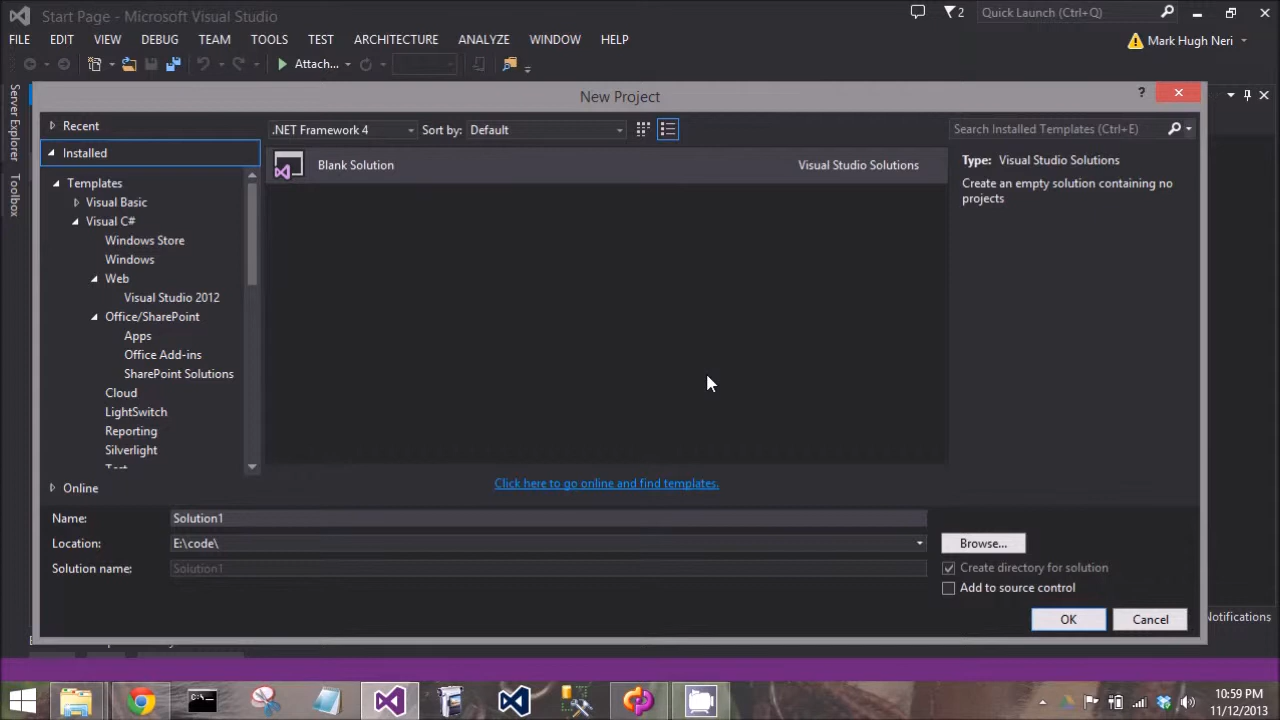 Start Page - Microsoft Visual Studio
2
Quick Launch (Ctrl+Q)
FILE EDIT VIEW DEBUG TEAM TOOLS TEST ARCHITECTURE ANALYZE WINDOW HELP
Mark Hugh Neri
Attach...
Server Explorer
Toolbox
New Project
?
Recent
Installed
Templates
Visual Basic
Visual C#
Windows Store
Windows
Web
Visual Studio 2012
Office/SharePoint
Apps
Office Add-ins
SharePoint Solutions
Cloud
LightSwitch
Reporting
Silverlight
Test
Online
.NET Framework 4
Sort by: Default
Blank Solution
Visual Studio Solutions
Click here to go online and find templates.
Search Installed Templates (Ctrl+E)
Type: Visual Studio Solutions
Create an empty solution containing no
projects
Name: Solution1
Location: E:\code\
Browse...
Solution name: Solution1
Create directory for solution
Add to source control
OK
Cancel
Notifications
10:59 PM
11/12/2013